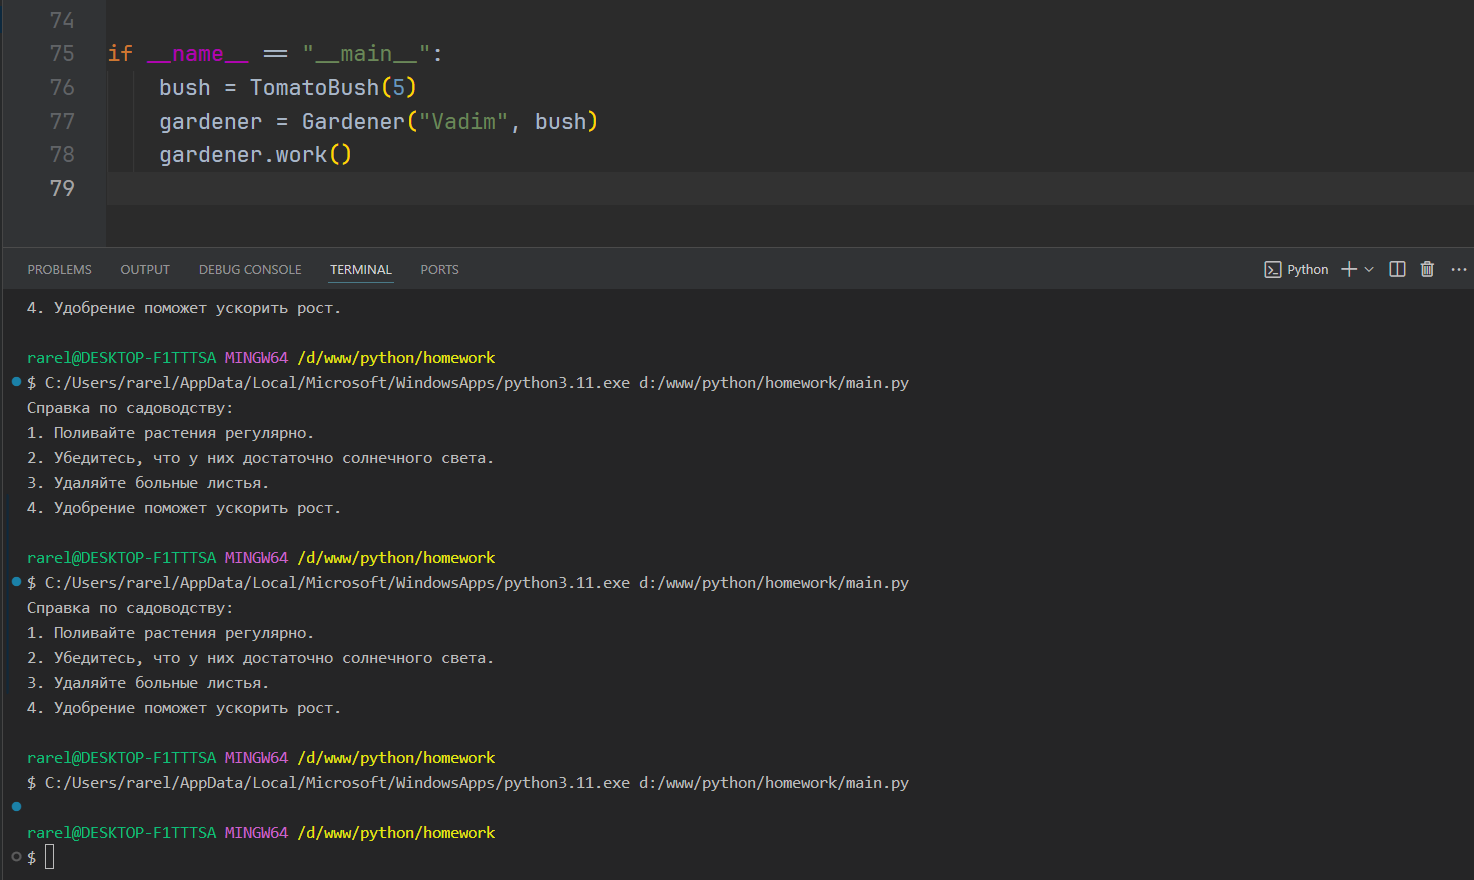 74
75 if __name__ == "__main__":
76 bush = TomatoBush(5)
77 gardener = Gardener("Vadim", bush)
78 gardener.work()
79
PROBLEMS OUTPUT DEBUG CONSOLE TERMINAL PORTS Python
4. Удобрение поможет ускорить рост.
rarel@DESKTOP-F1TTTSA MINGW64 /d/www/python/homework
$ C:/Users/rarel/AppData/Local/Microsoft/WindowsApps/python3.11.exe d:/www/python/homework/main.py
Справка по садоводству:
1. Поливайте растения регулярно.
2. Убедитесь, что у них достаточно солнечного света.
3. Удаляйте больные листья.
4. Удобрение поможет ускорить рост.
rarel@DESKTOP-F1TTTSA MINGW64 /d/www/python/homework
$ C:/Users/rarel/AppData/Local/Microsoft/WindowsApps/python3.11.exe d:/www/python/homework/main.py
Справка по садоводству:
1. Поливайте растения регулярно.
2. Убедитесь, что у них достаточно солнечного света.
3. Удаляйте больные листья.
4. Удобрение поможет ускорить рост.
rarel@DESKTOP-F1TTTSA MINGW64 /d/www/python/homework
$ C:/Users/rarel/AppData/Local/Microsoft/WindowsApps/python3.11.exe d:/www/python/homework/main.py
rarel@DESKTOP-F1TTTSA MINGW64 /d/www/python/homework
$